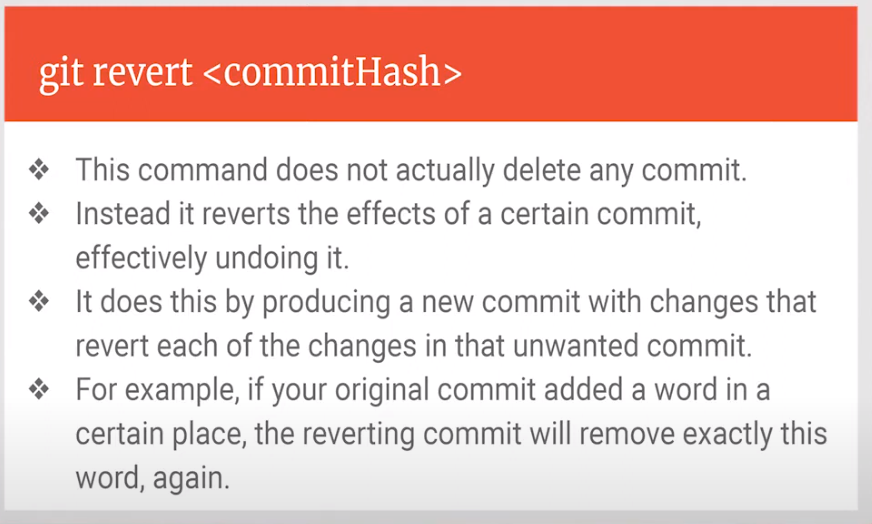 git revert <commitHash>
❖ This command does not actually delete any commit.
❖ Instead it reverts the effects of a certain commit,
effectively undoing it.
❖ It does this by producing a new commit with changes that
revert each of the changes in that unwanted commit.
❖ For example, if your original commit added a word in a
certain place, the reverting commit will remove exactly this
word, again.